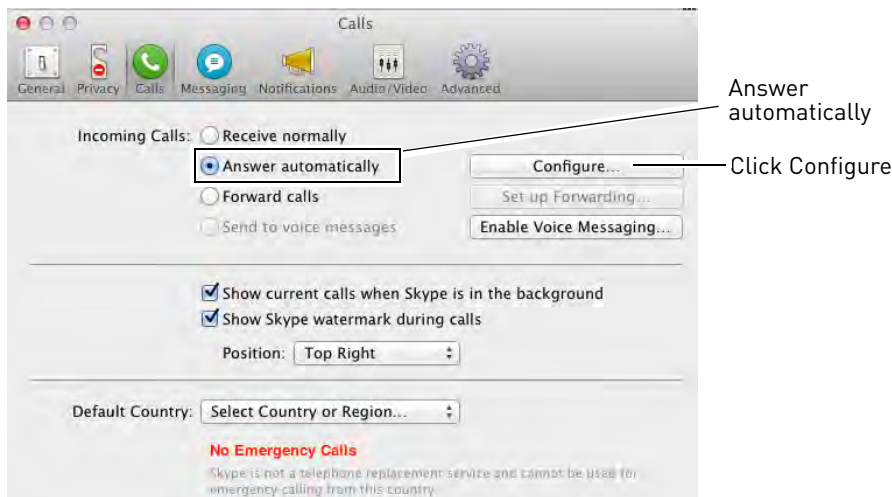 Calls
General Privacy Calls Messaging Notifications Audio/Video Advanced
Answer
automatically
Incoming Calls: Receive normally
Answer automatically Configure... Click Configure
Forward calls Set up Forwarding...
Send to voice messages Enable Voice Messaging...
Show current calls when Skype is in the background
Show Skype watermark during calls
Position: Top Right
Default Country: Select Country or Region...
No Emergency Calls
Skype is not a telephone replacement service and cannot be used for
emergency calling from this country.